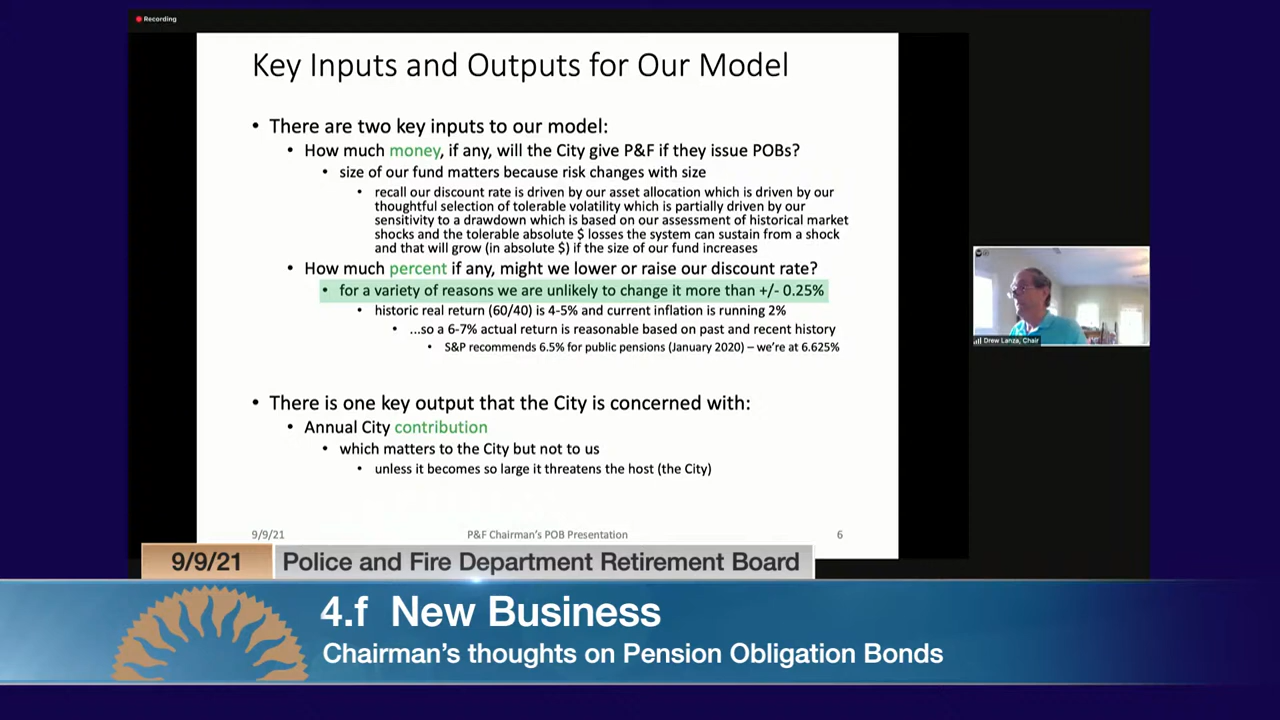 Recording
Key Inputs and Outputs for Our Model
• There are two key inputs to our model:
• How much money, if any, will the City give P&F if they issue POBs?
• size of our fund matters because risk changes with size
• recall our discount rate is driven by our asset allocation which is driven by our
thoughtful selection of tolerable volatility which is partially driven by our
sensitivity to a drawdown which is based on our assessment of historical market
shocks and the tolerable absolute $ losses the system can sustain from a shock
and that will grow (in absolute $) if the size of our fund increases
• How much percent if any, might we lower or raise our discount rate?
• for a variety of reasons we are unlikely to change it more than +/- 0.25%
• historic real return (60/40) is 4-5% and current inflation is running 2%
• ...so a 6-7% actual return is reasonable based on past and recent history
• S&P recommends 6.5% for public pensions (January 2020) – we're at 6.625%
• There is one key output that the City is concerned with:
• Annual City contribution
• which matters to the City but not to us
• unless it becomes so large it threatens the host (the City)
9/9/21 P&F Chairman's POB Presentation 6
Drew Lanza, Chair
9/9/21 Police and Fire Department Retirement Board
4.f New Business
Chairman's thoughts on Pension Obligation Bonds